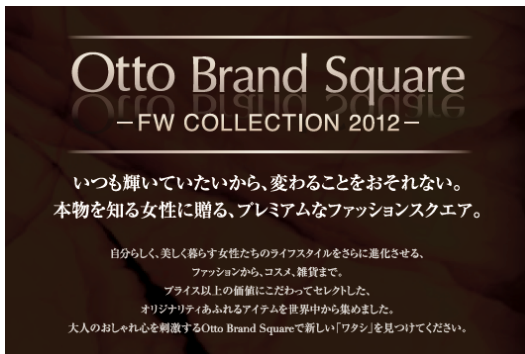 Otto Brand Square
–FW COLLECTION 2012–
いつも輝いていたいから、変わることをおそれない。
本物を知る女性に贈る、プレミアムなファッションスクエア。
自分らしく、美しく暮らす女性たちのライフスタイルをさらに進化させる、
ファッションから、コスメ、雑貨まで。
プライス以上の価値にこだわってセレクトした、
オリジナリティあふれるアイテムを世界中から集めました。
大人のおしゃれ心を刺激するOtto Brand Squareで新しい「ワタシ」を見つけてください。